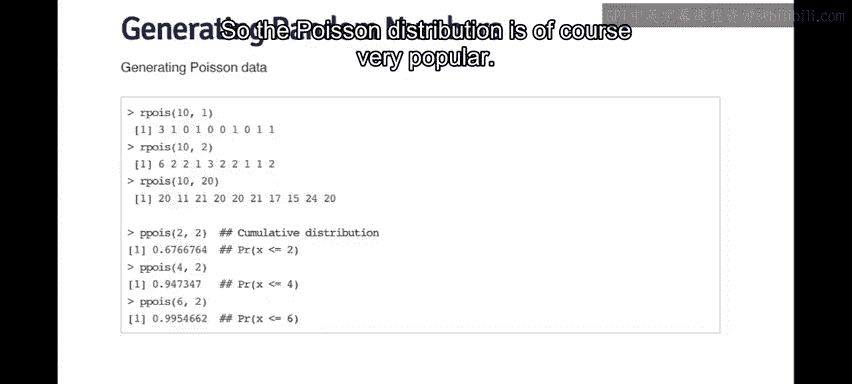 Generating Random Numbers
So the Poisson distribution is of course
very popular.
Generating Poisson data
> rpois(10, 1)
[1] 3 1 0 1 0 0 1 0 1 1
> rpois(10, 2)
[1] 6 2 2 1 3 2 2 1 1 2
> rpois(10, 20)
[1] 20 11 21 20 20 21 17 15 24 20
> ppois(2, 2) ## Cumulative distribution
[1] 0.6766764 ## Pr(x <= 2)
> ppois(4, 2)
[1] 0.947347 ## Pr(x <= 4)
> ppois(6, 2)
[1] 0.9954662 ## Pr(x <= 6)